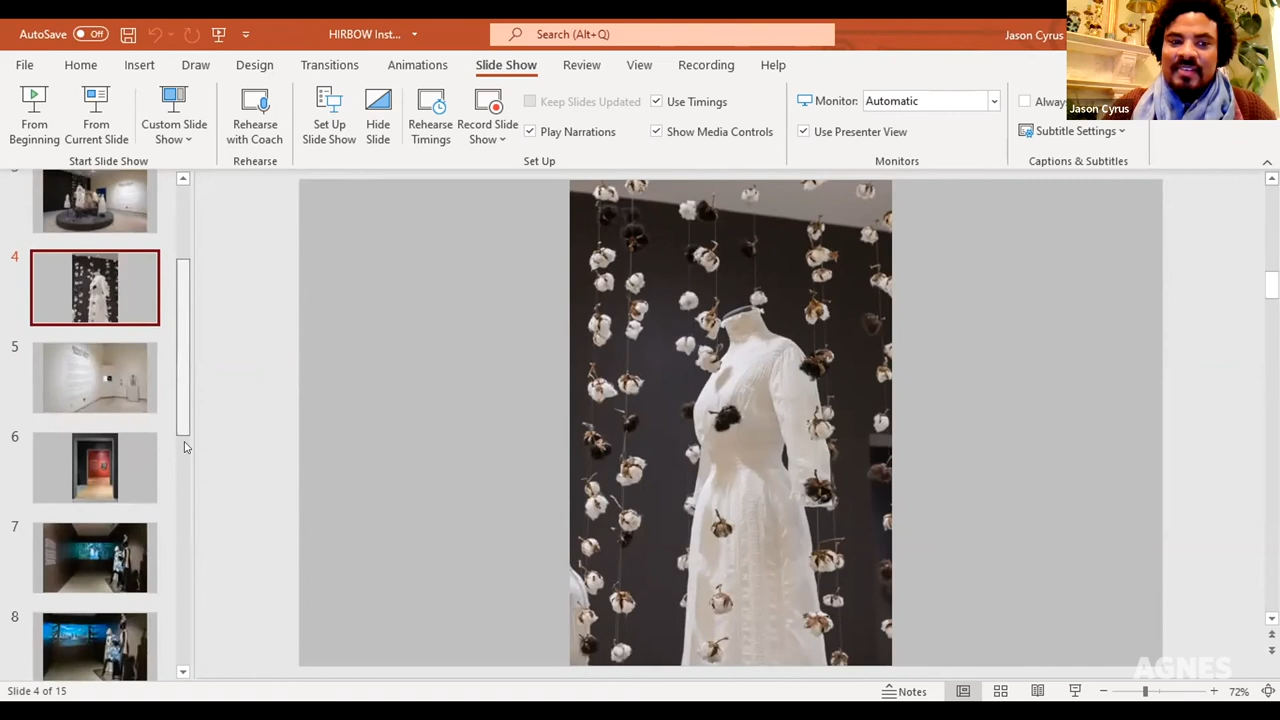 AutoSave Off HIRBOW Inst... Search (Alt+Q) Jason Cyrus
File Home Insert Draw Design Transitions Animations Slide Show Review View Recording Help
From Beginning
From Current Slide
Custom Slide Show
Rehearse with Coach
Set Up Slide Show
Hide Slide
Rehearse Timings
Record Slide Show
Keep Slides Updated
Use Timings
Play Narrations
Show Media Controls
Monitor: Automatic
Use Presenter View
Subtitle Settings
Jason Cyrus
Start Slide Show Rehearse Set Up Monitors Captions & Subtitles
4
5
6
7
8
AGNES
Slide 4 of 15 Notes 72%